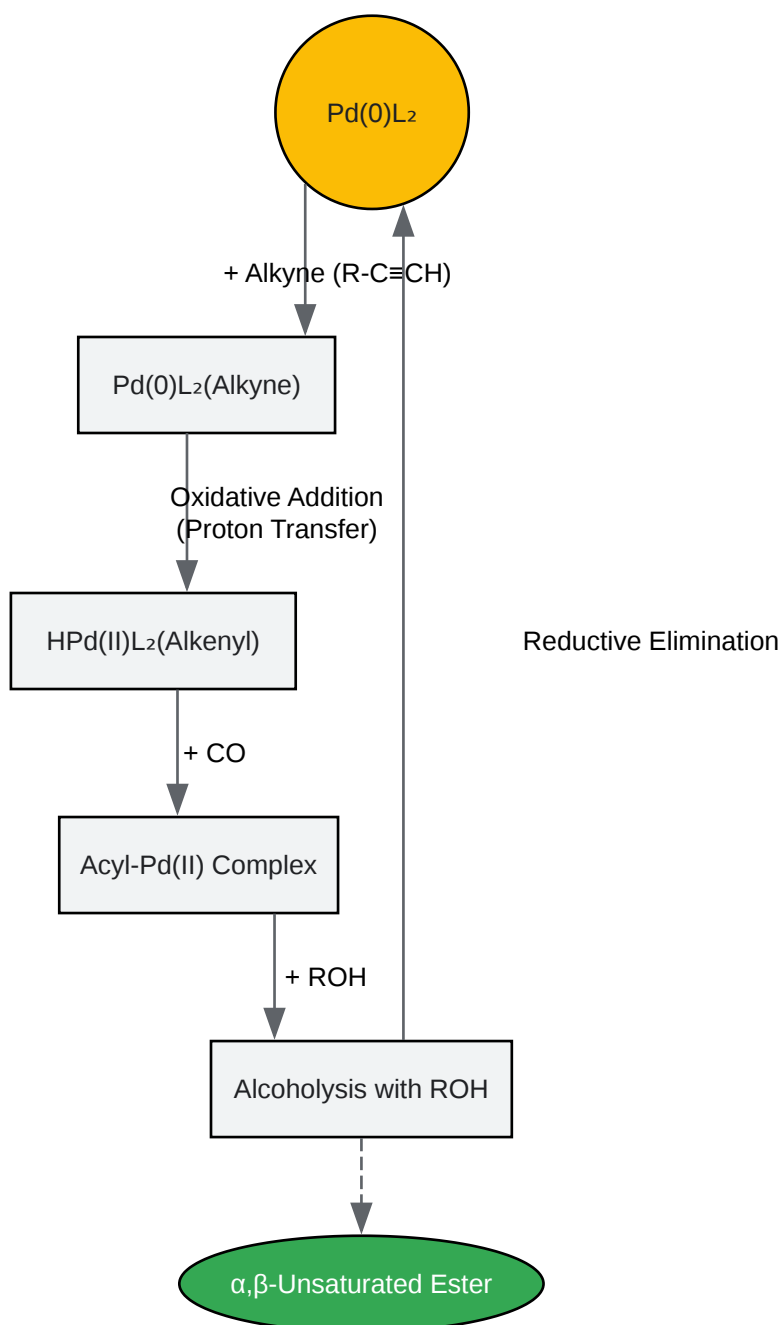 Pd(0)L₂
+ Alkyne (R-C≡CH)
Pd(0)L₂(Alkyne)
Oxidative Addition
(Proton Transfer)
HPd(II)L₂(Alkenyl)
Reductive Elimination
+ CO
Acyl-Pd(II) Complex
+ ROH
Alcoholysis with ROH
α,β-Unsaturated Ester